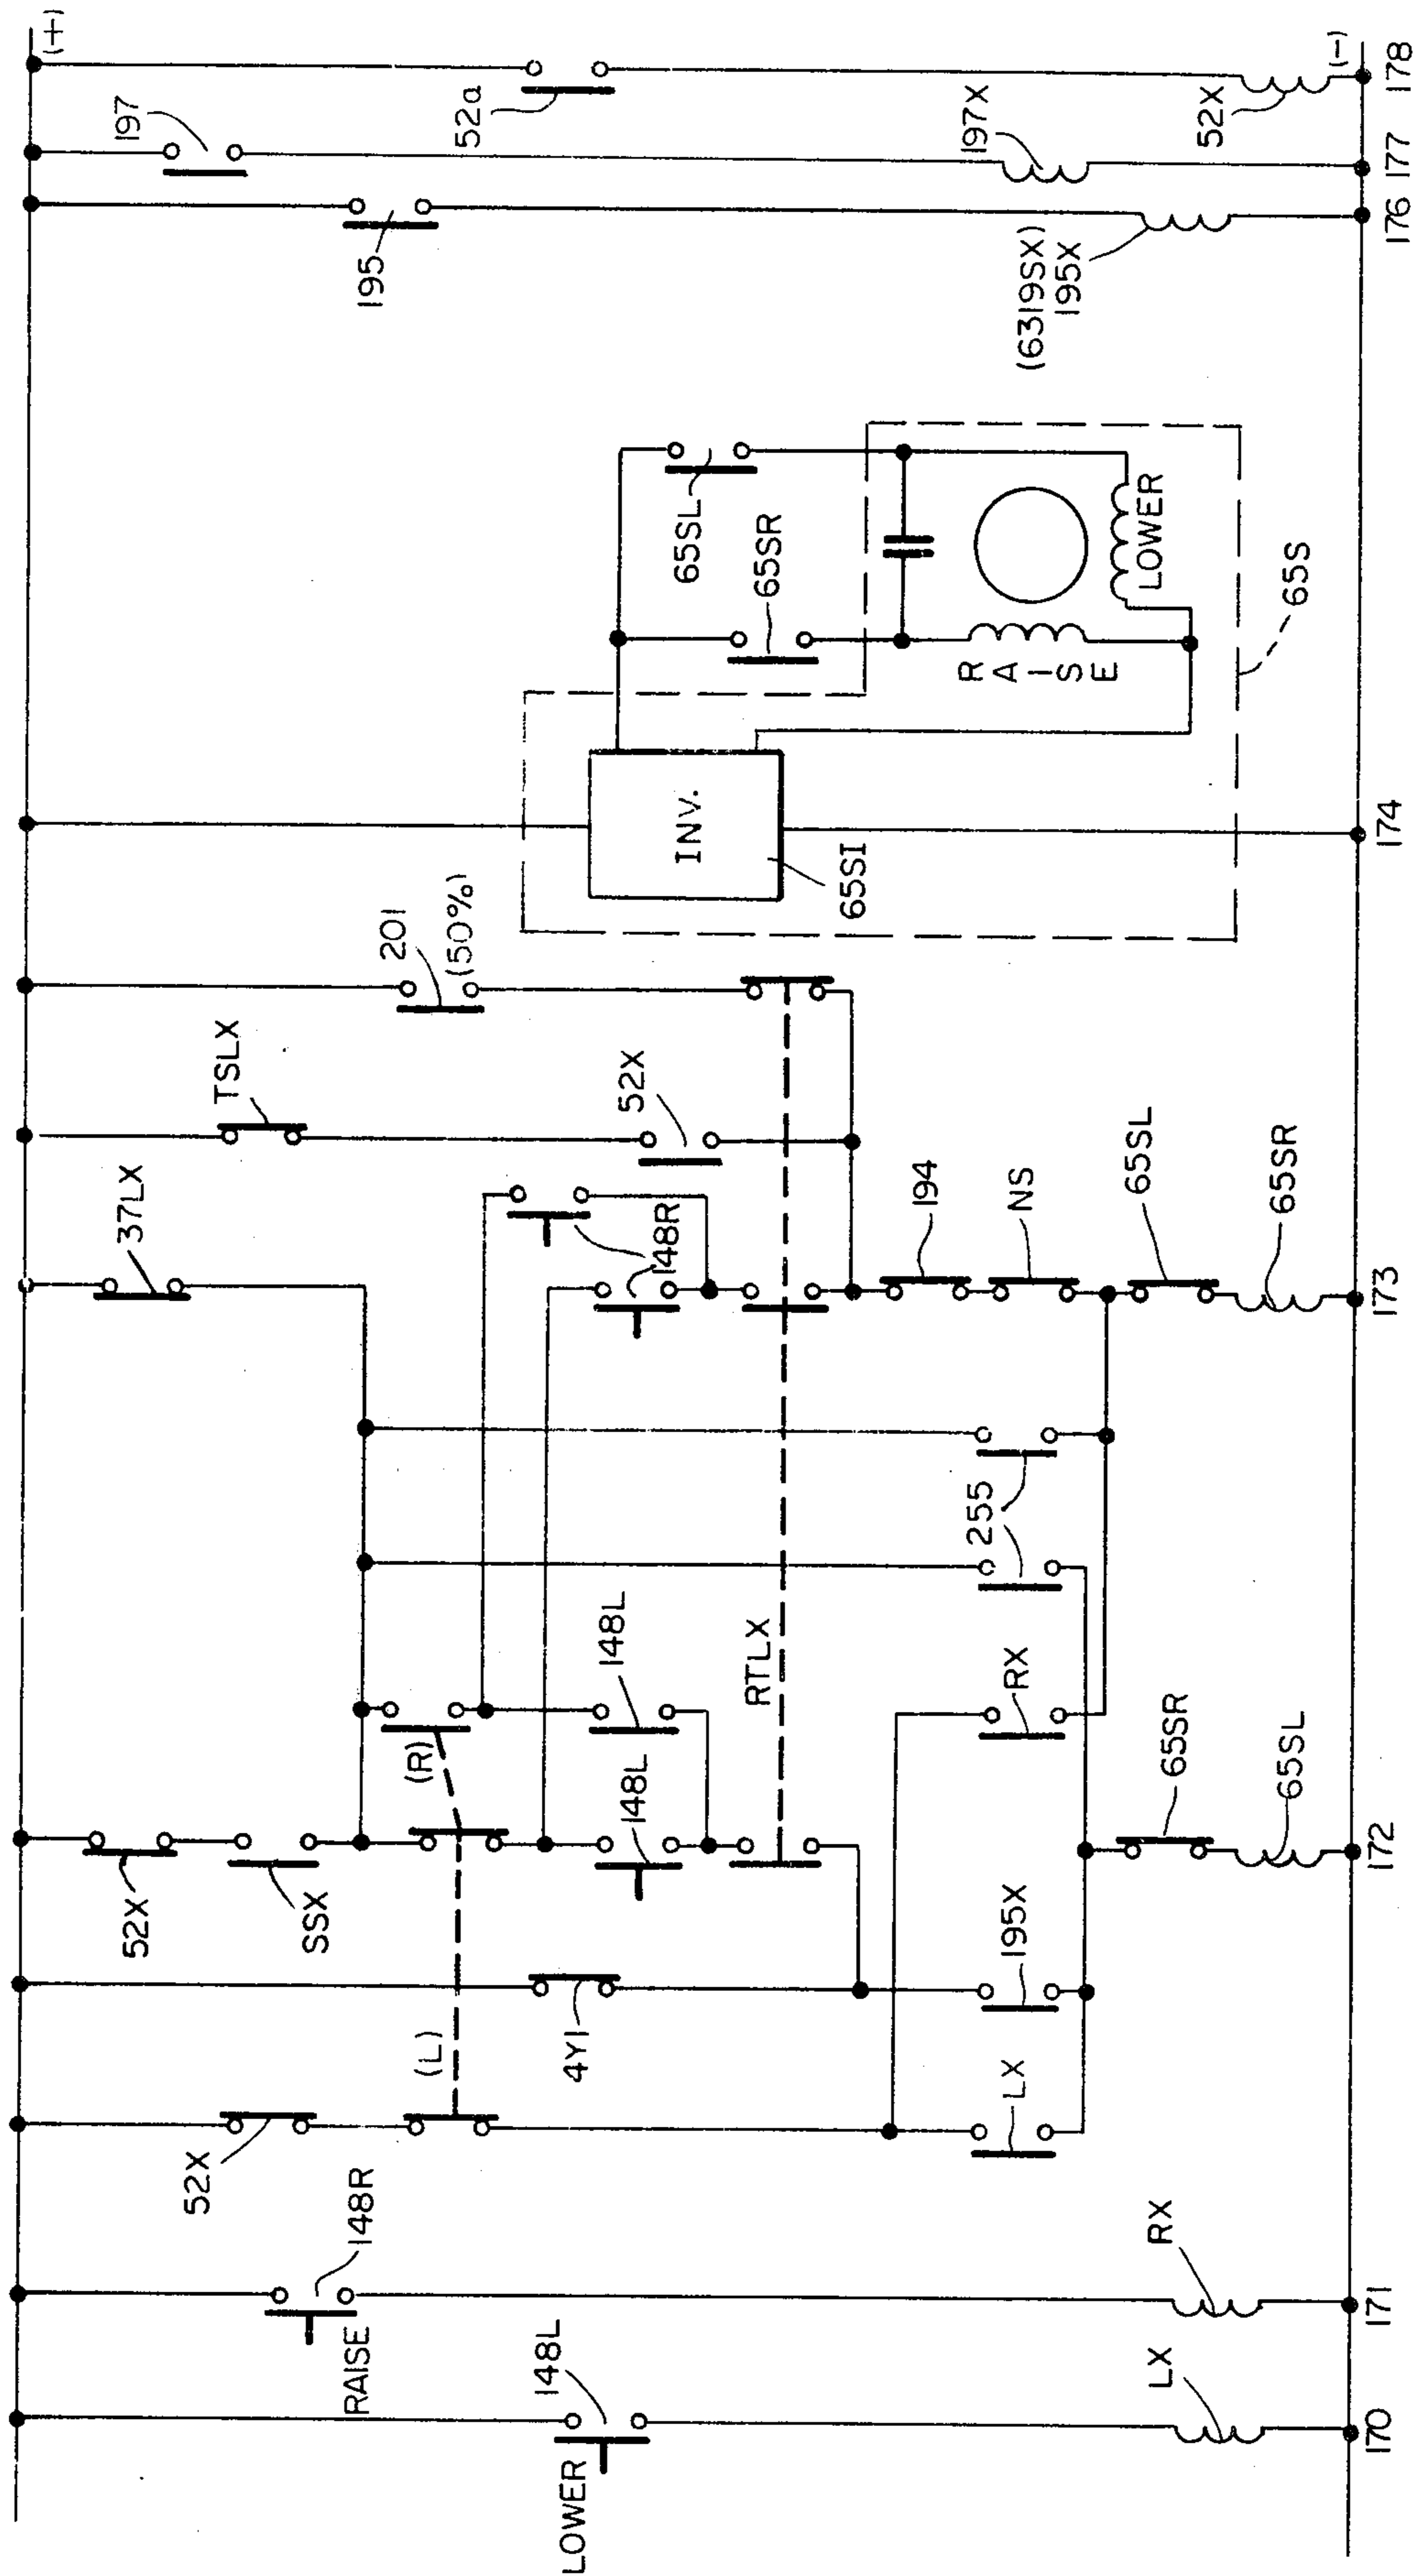 (+)
197
52a
195
197X
(6319SX)
195X
52X
(-)
176
177
178
65SL
65SR
RAISE
LOWER
65S
INV.
65SI
174
201
(50%)
TSLX
52X
37LX
148R
194
NS
65SL
65SR
173
255
148L
RTLX
RX
(R)
148L
65SR
65SL
172
52X
SSX
4Y1
195X
(L)
LX
52X
148R
RAISE
RX
171
148L
LOWER
LX
170